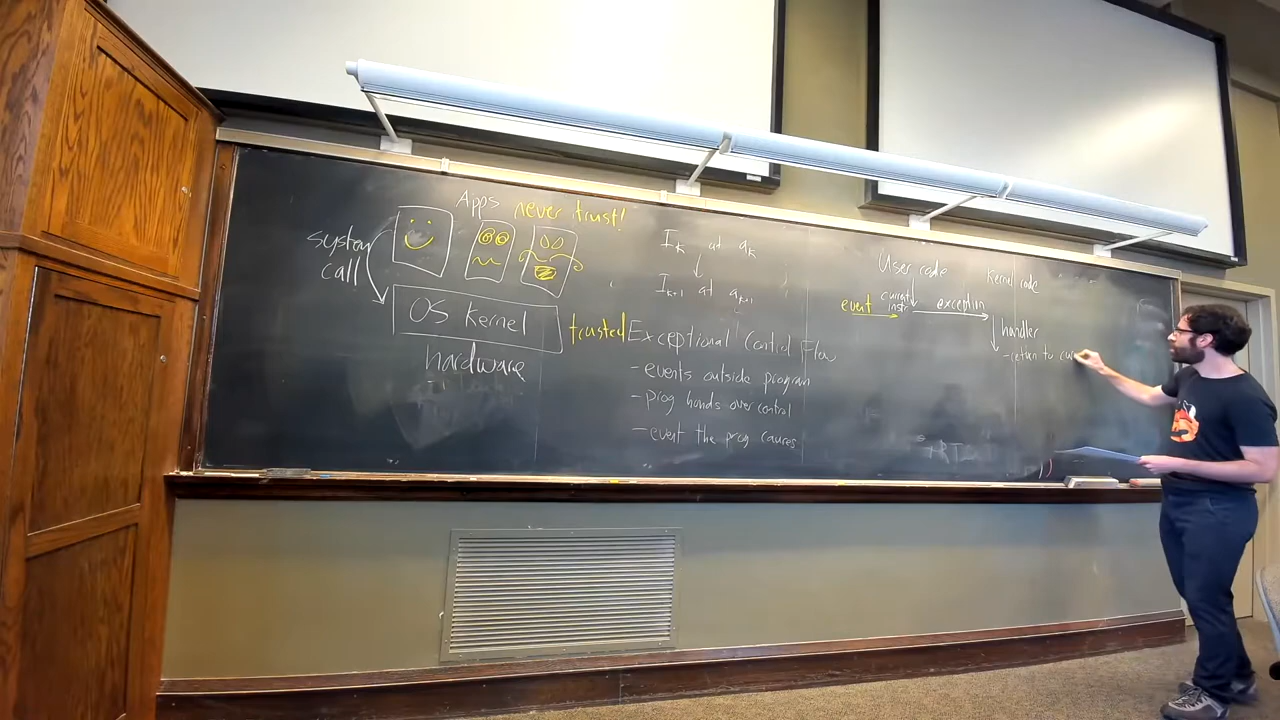 Apps never trust!
system
call
OS Kernel
trusted
hardware
I_k at a_k
I_k+1 at a_k+1
Exceptional Control Flow
- events outside program
- prog hands over control
- event the prog causes
User code
Kernel code
event
current
instr
exception
handler
- return to cur